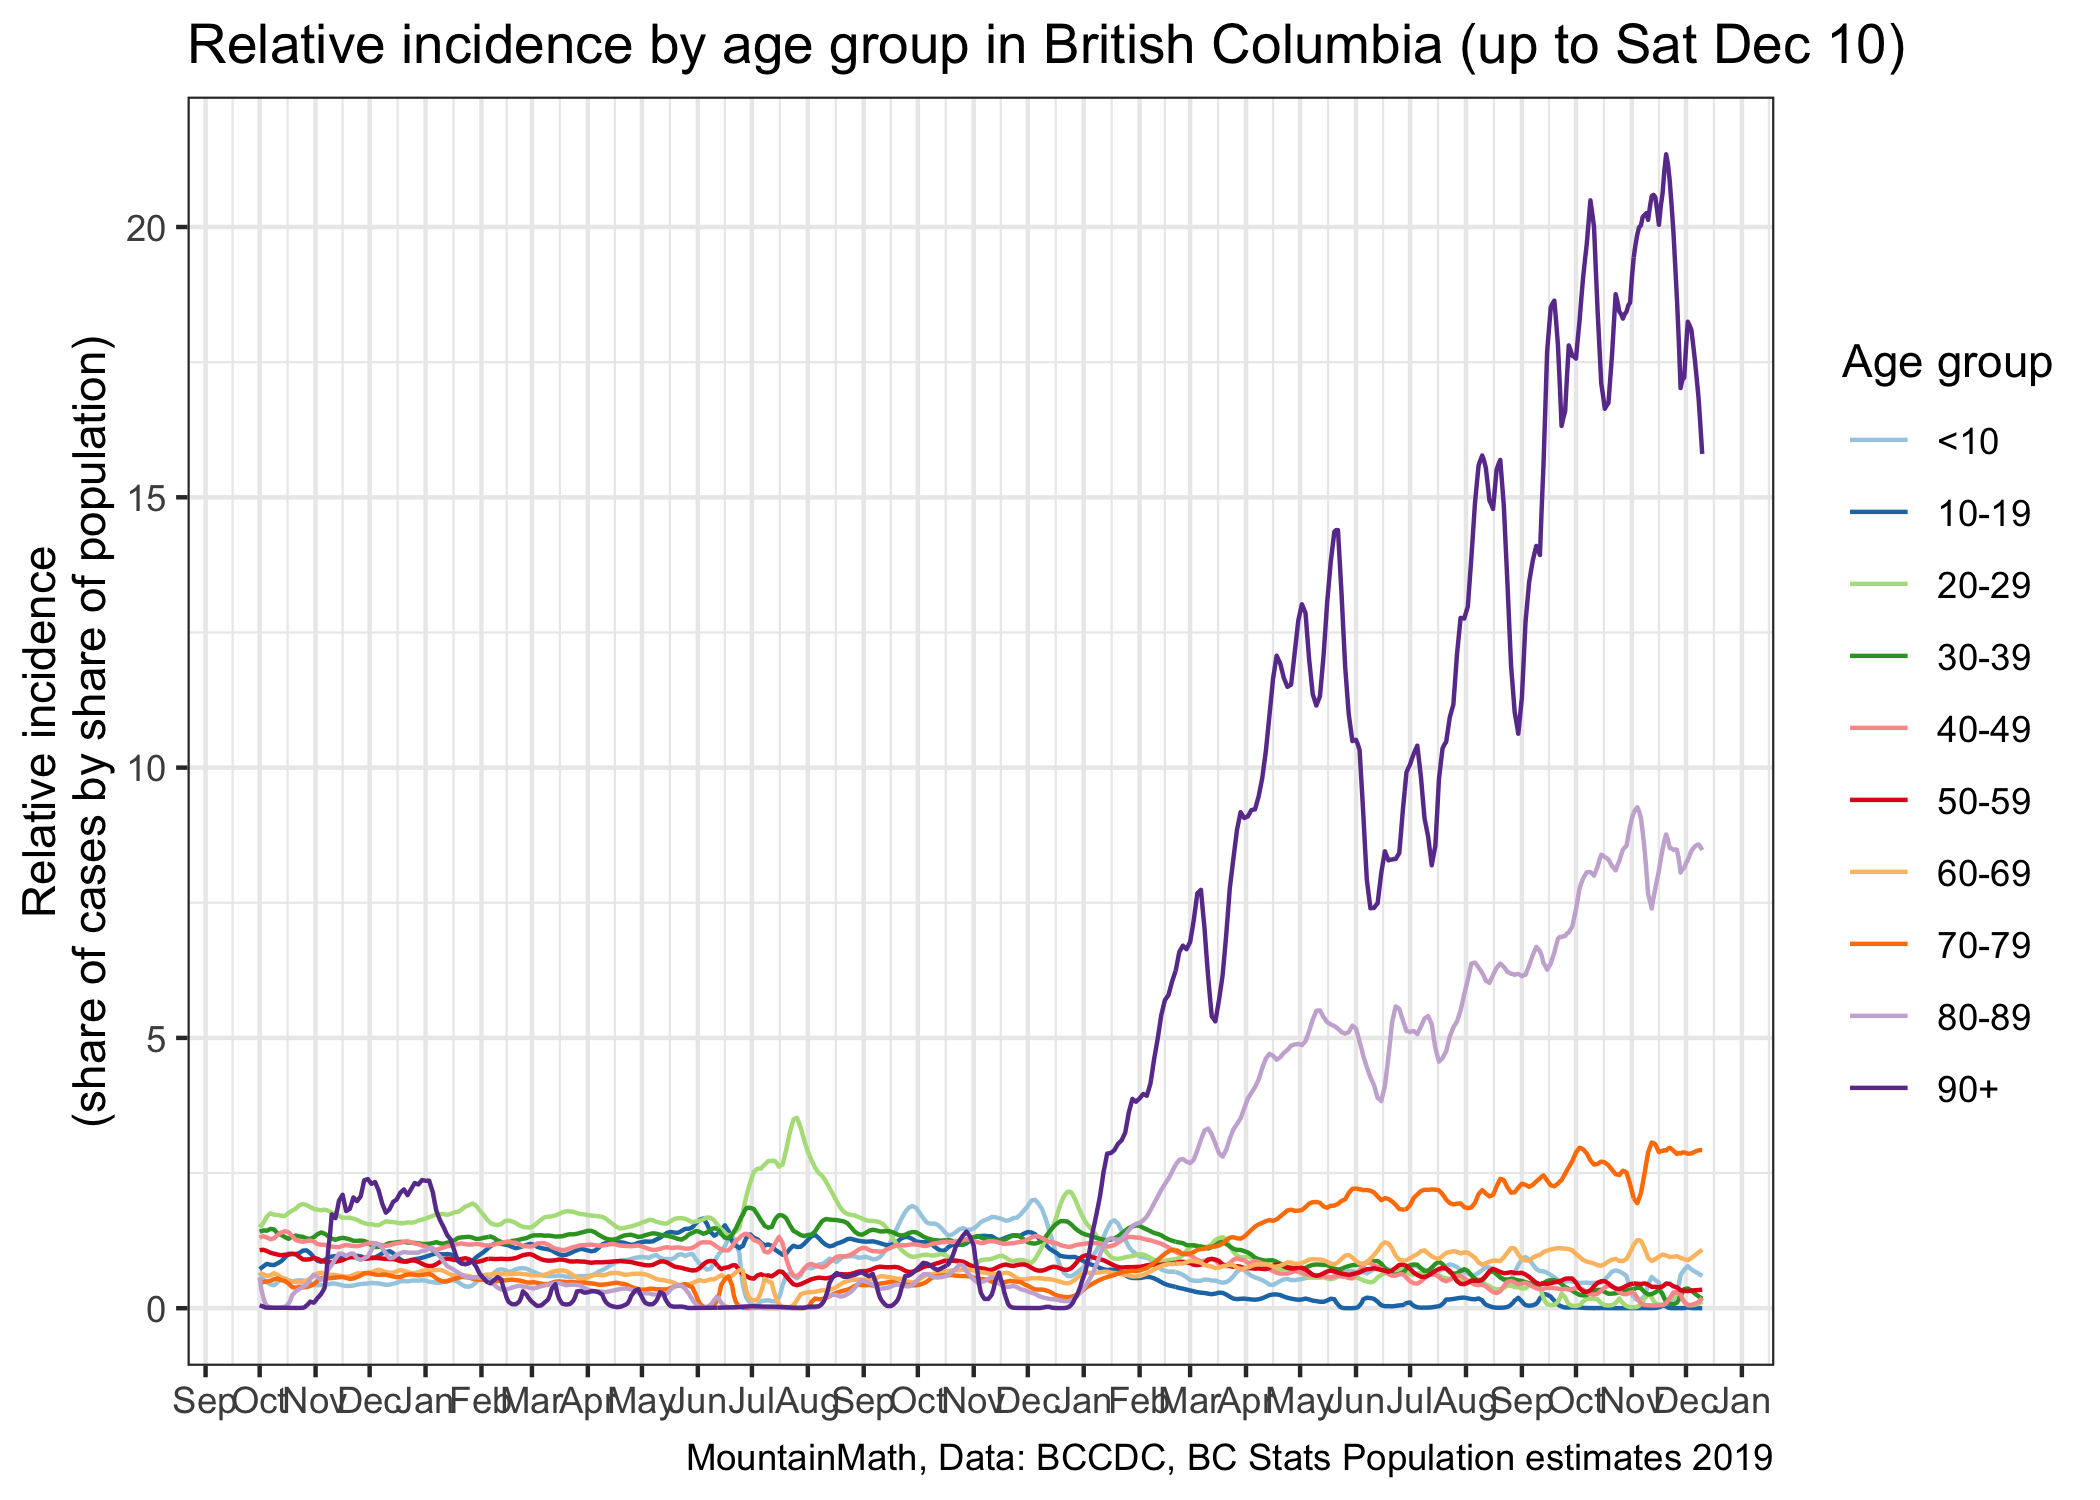 Relative incidence by age group in British Columbia (up to Sat Dec 10)
Relative incidence
(share of cases by share of population)
20
15
10
5
0
Sep Oct Nov Dec Jan Feb Mar Apr May Jun Jul Aug Sep Oct Nov Dec Jan Feb Mar Apr May Jun Jul Aug Sep Oct Nov Dec Jan
Age group
<10
10-19
20-29
30-39
40-49
50-59
60-69
70-79
80-89
90+
MountainMath, Data: BCCDC, BC Stats Population estimates 2019